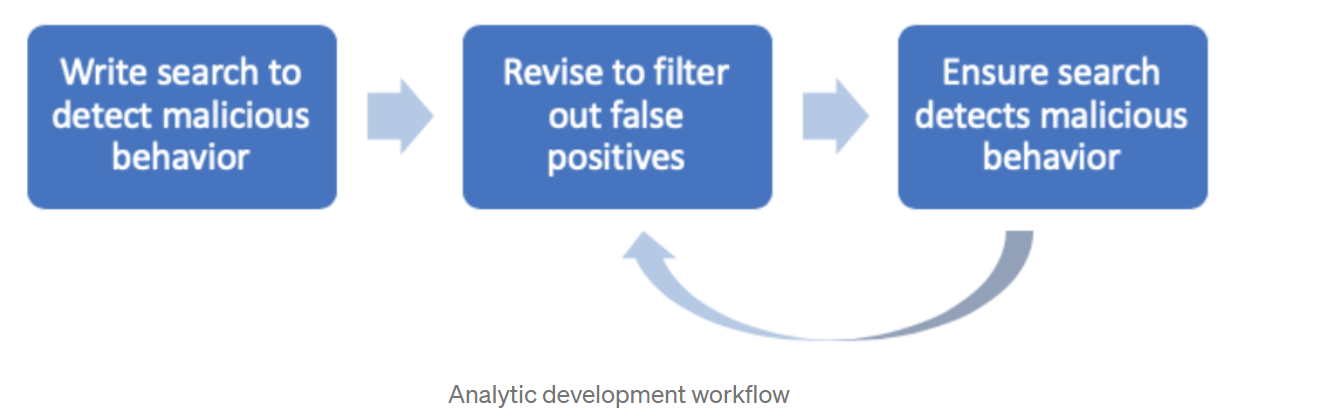 Write search to
detect malicious
behavior
Revise to filter
out false
positives
Ensure search
detects malicious
behavior
Analytic development workflow